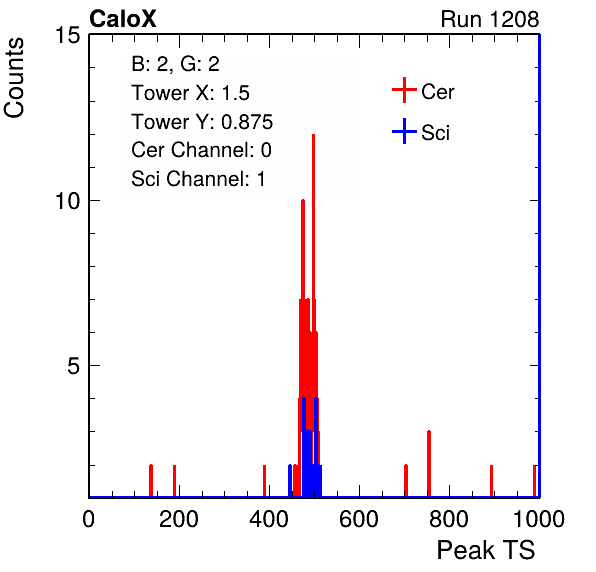 CaloX Run 1208
Counts
15
10
5
B: 2, G: 2
Tower X: 1.5
Tower Y: 0.875
Cer Channel: 0
Sci Channel: 1
Cer
Sci
0 200 400 600 800 1000
Peak TS